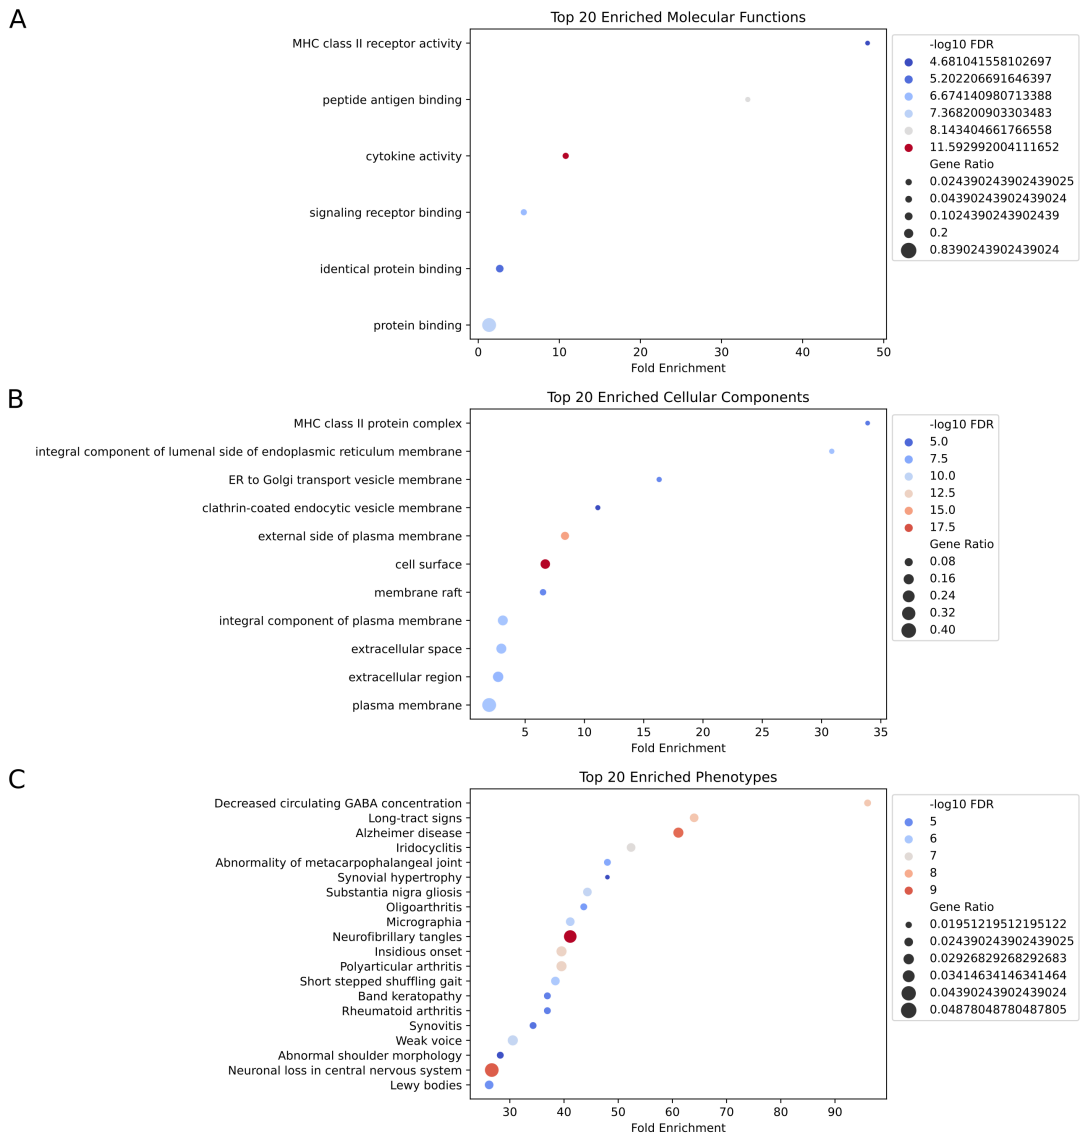 A
Top 20 Enriched Molecular Functions
MHC class II receptor activity
peptide antigen binding
cytokine activity
signaling receptor binding
identical protein binding
protein binding
0 10 20 30 40 50
Fold Enrichment
-log10 FDR
4.681041558102697
5.202206691646397
6.674140980713388
7.368200903303483
8.143404661766558
11.592992004111652
Gene Ratio
0.024390243902439025
0.04390243902439024
0.1024390243902439
0.2
0.8390243902439024
B
Top 20 Enriched Cellular Components
MHC class II protein complex
integral component of lumenal side of endoplasmic reticulum membrane
ER to Golgi transport vesicle membrane
clathrin-coated endocytic vesicle membrane
external side of plasma membrane
cell surface
membrane raft
integral component of plasma membrane
extracellular space
extracellular region
plasma membrane
5 10 15 20 25 30 35
Fold Enrichment
-log10 FDR
5.0
7.5
10.0
12.5
15.0
17.5
Gene Ratio
0.08
0.16
0.24
0.32
0.40
C
Top 20 Enriched Phenotypes
Decreased circulating GABA concentration
Long-tract signs
Alzheimer disease
Iridocyclitis
Abnormality of metacarpophalangeal joint
Synovial hypertrophy
Substantia nigra gliosis
Oligoarthritis
Micrographia
Neurofibrillary tangles
Insidious onset
Polyarticular arthritis
Short stepped shuffling gait
Band keratopathy
Rheumatoid arthritis
Synovitis
Weak voice
Abnormal shoulder morphology
Neuronal loss in central nervous system
Lewy bodies
30 40 50 60 70 80 90
Fold Enrichment
-log10 FDR
5
6
7
8
9
Gene Ratio
0.01951219512195122
0.024390243902439025
0.02926829268292683
0.03414634146341464
0.04390243902439024
0.04878048780487805